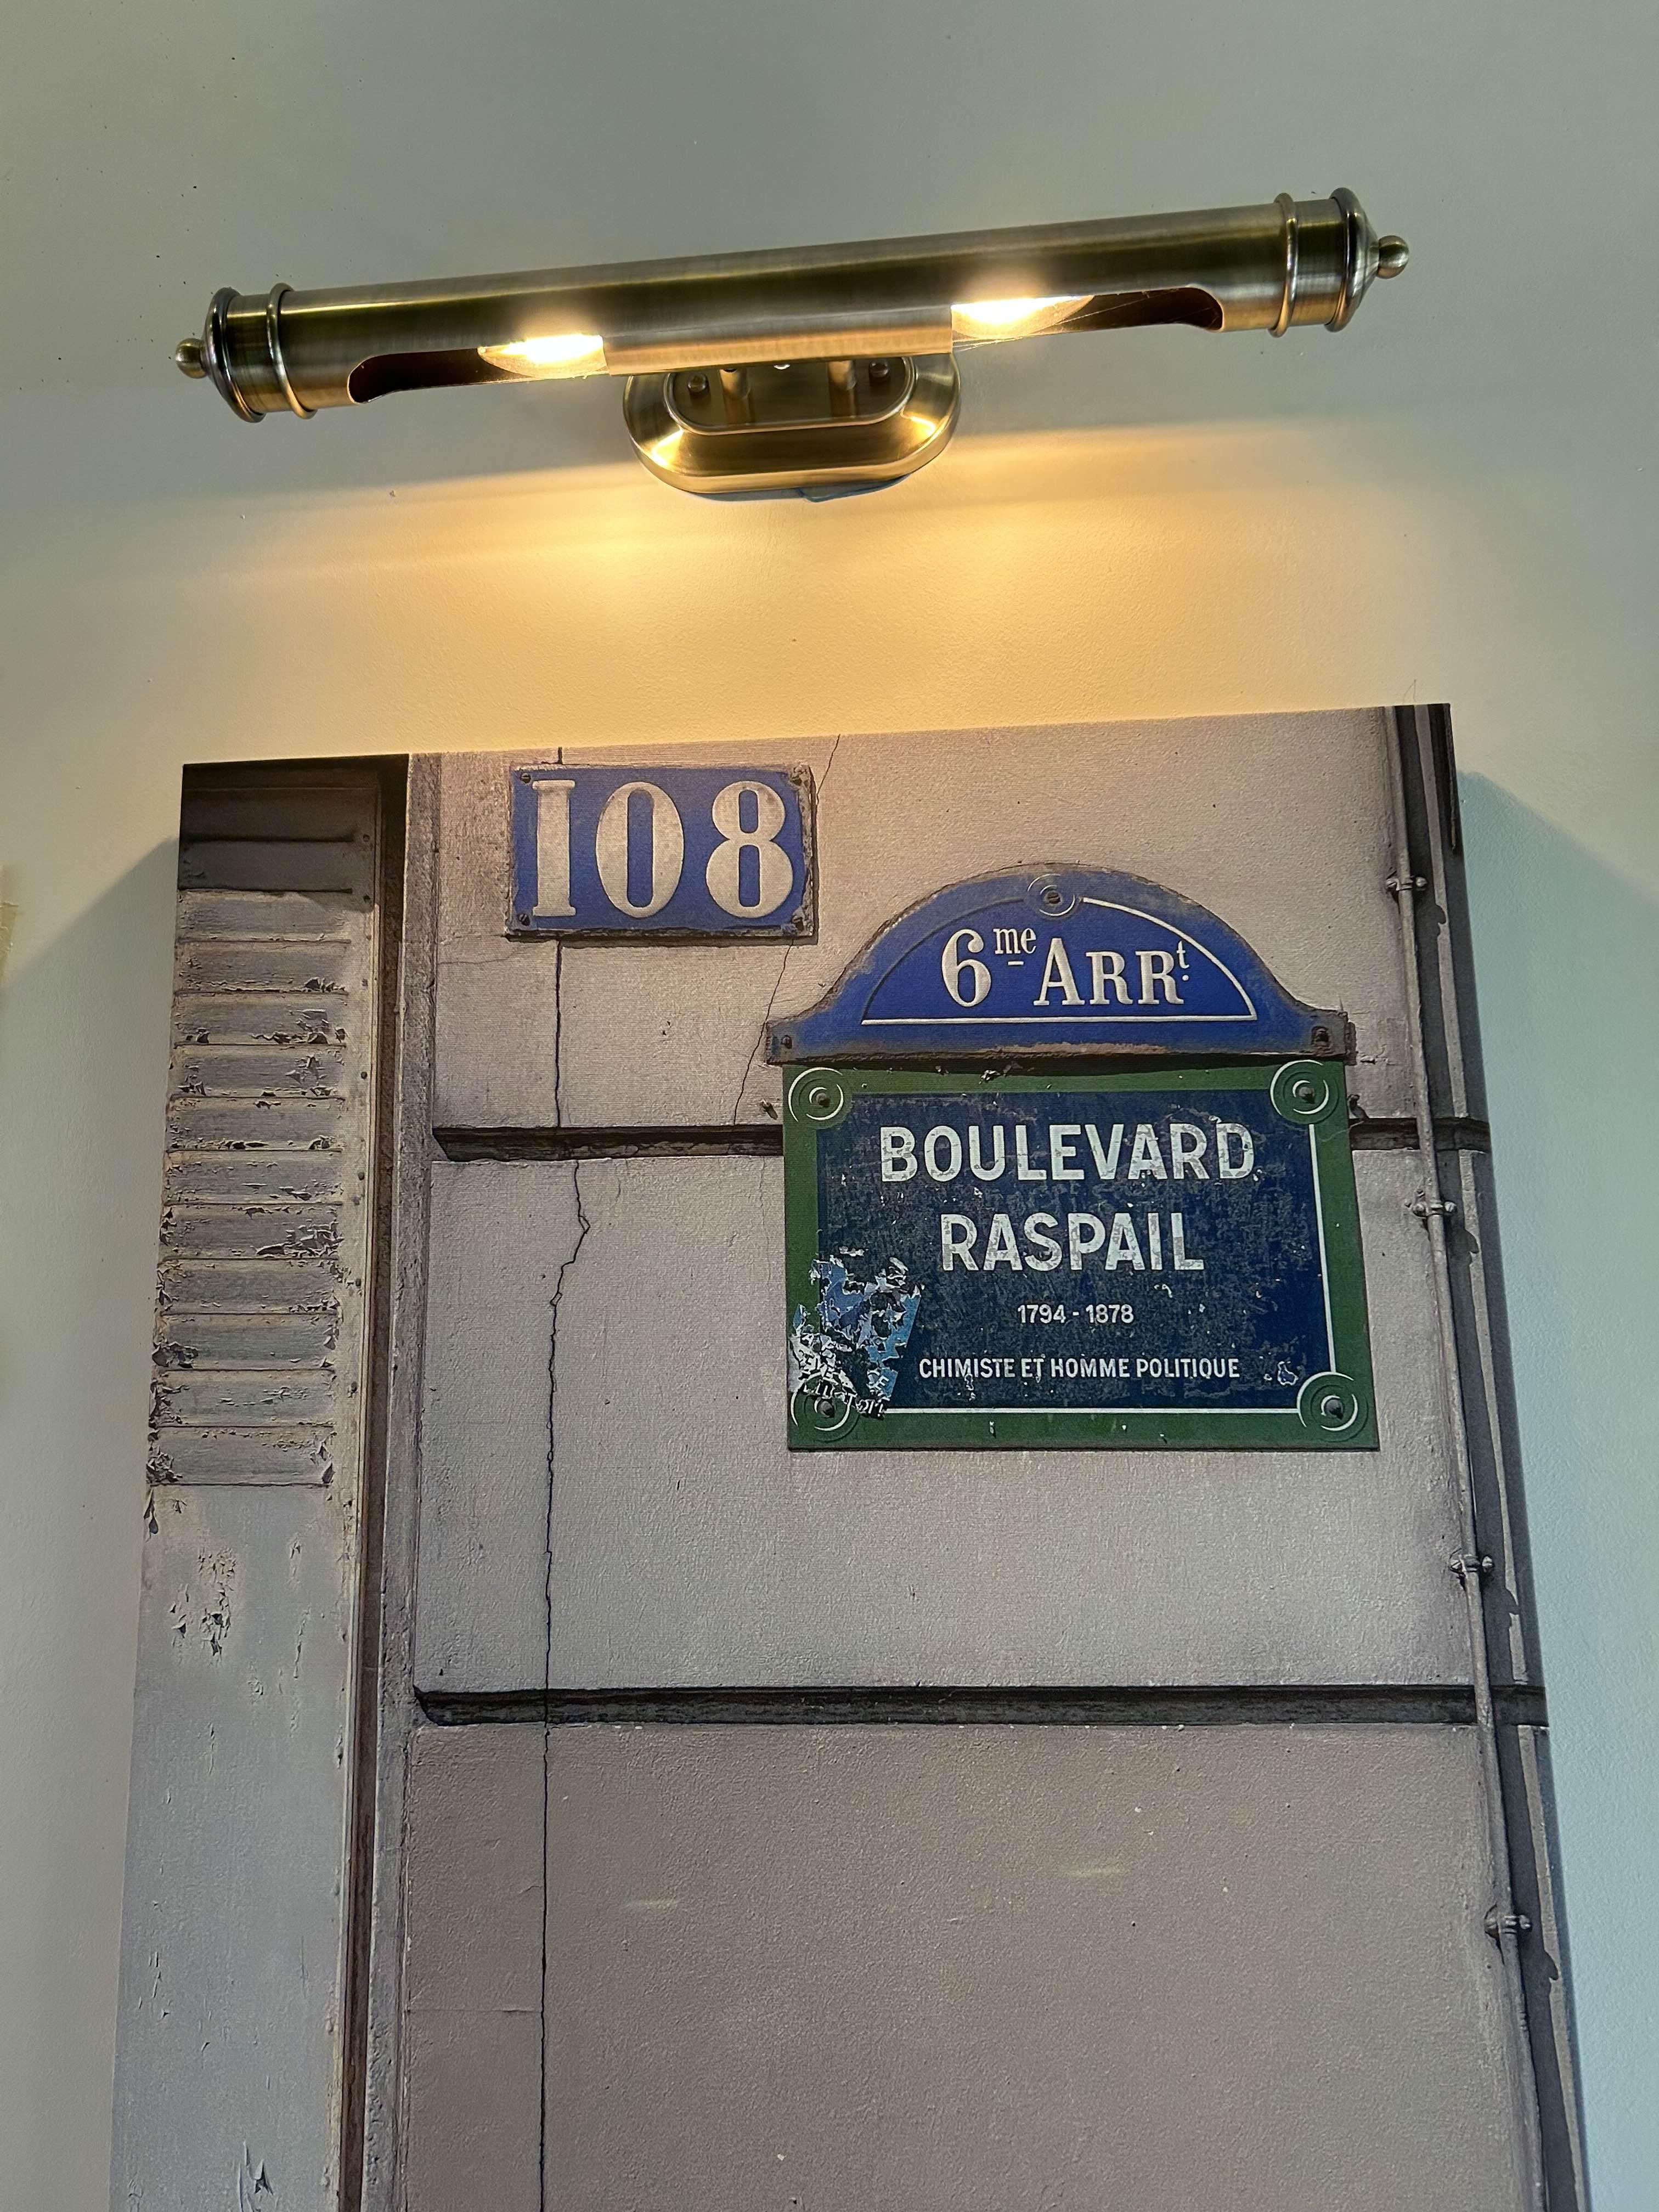 108
6me ARRt.
BOULEVARD
RASPAIL
1794 - 1878
CHIMISTE ET HOMME POLITIQUE